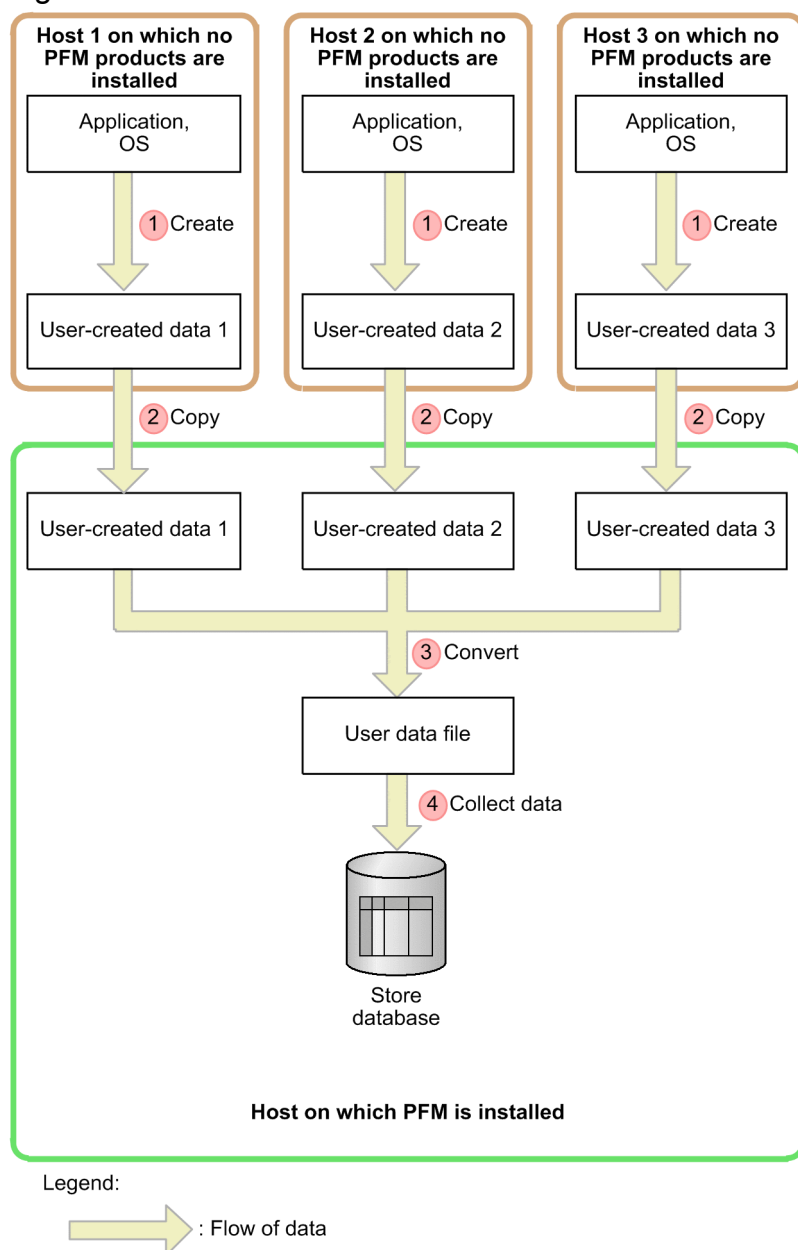 Host 1 on which no
PFM products are
installed
Host 2 on which no
PFM products are
installed
Host 3 on which no
PFM products are
installed
Application,
OS
Application,
OS
Application,
OS
1 Create
1 Create
1 Create
User-created data 1
User-created data 2
User-created data 3
2 Copy
2 Copy
2 Copy
User-created data 1
User-created data 2
User-created data 3
3 Convert
User data file
4 Collect data
Store
database
Host on which PFM is installed
Legend:
: Flow of data